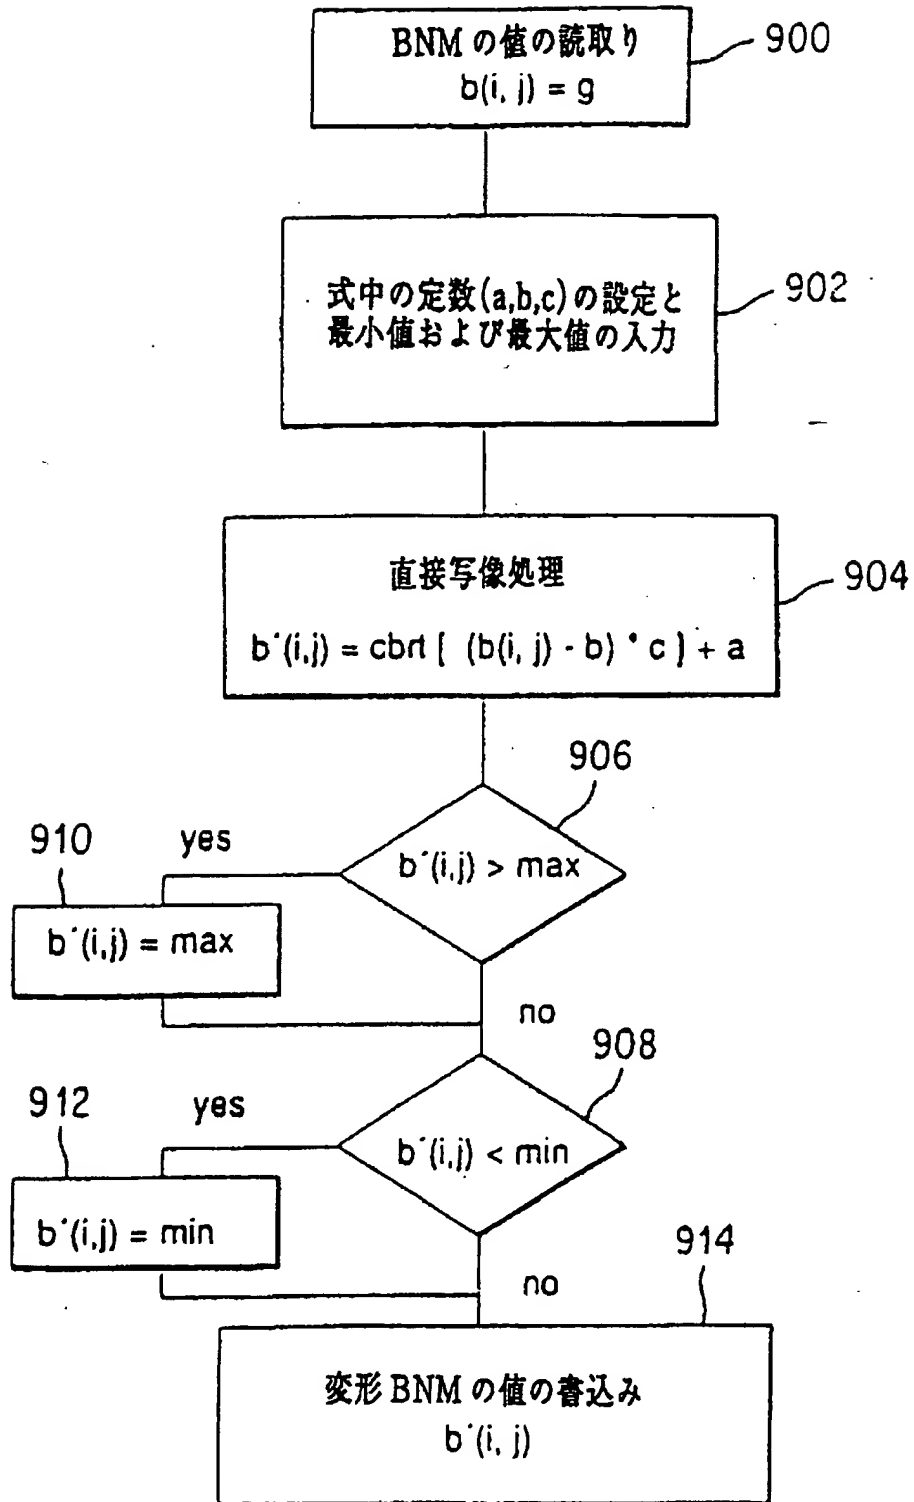 BNMの値の読取り
b(i, j) = g
900
式中の定数(a,b,c)の設定と
最小値および最大値の入力
902
直接写像処理
b´(i,j) = cbrt [ (b(i, j) - b) * c ] + a
904
906
b´(i,j) > max
yes
910
b´(i,j) = max
no
908
b´(i,j) < min
yes
912
b´(i,j) = min
no
914
変形BNMの値の書込み
b´(i, j)